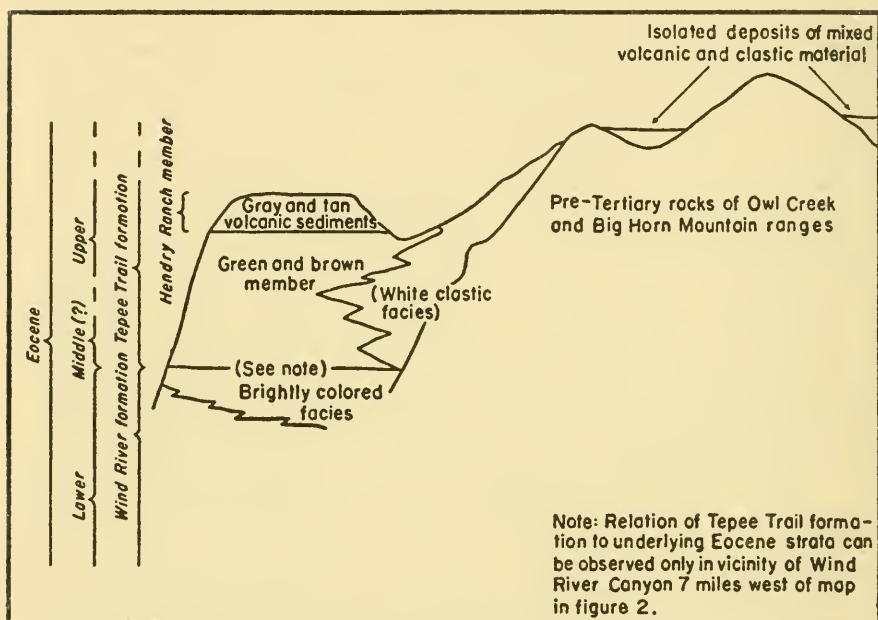 Isolated deposits of mixed
volcanic and clastic material
Eocene
Lower
Middle (?)
Upper
Wind River formation
Tepee Trail formation
Hendry Ranch member
Gray and tan
volcanic sediments
Green and brown
member
(White clastic
facies)
(See note)
Brightly colored
facies
Pre-Tertiary rocks of Owl Creek
and Big Horn Mountain ranges
Note: Relation of Tepee Trail forma-
tion to underlying Eocene strata can
be observed only in vicinity of Wind
River Canyon 7 miles west of map
in figure 2.